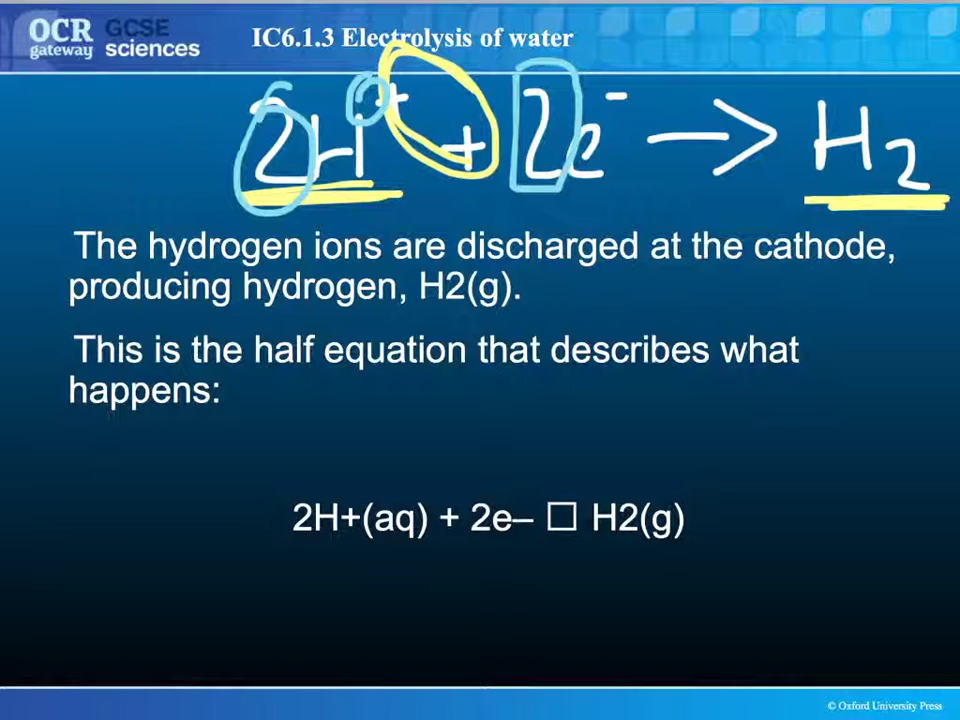 OCR gateway GCSE sciences
IC6.1.3 Electrolysis of water
2H⁺ + 2e⁻ → H₂
The hydrogen ions are discharged at the cathode,
producing hydrogen, H2(g).
This is the half equation that describes what
happens:
2H+(aq) + 2e– □ H2(g)
© Oxford University Press